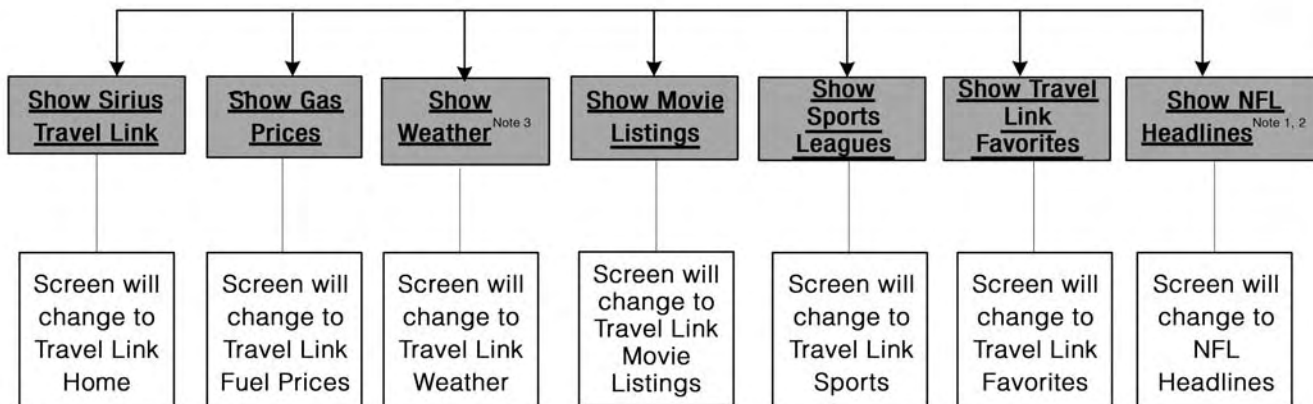 Show Sirius
Travel Link
Show Gas
Prices
Show
Weather Note 3
Show Movie
Listings
Show
Sports
Leagues
Show Travel
Link
Favorites
Show NFL
Headlines Note 1, 2
Screen will
change to
Travel Link
Home
Screen will
change to
Travel Link
Fuel Prices
Screen will
change to
Travel Link
Weather
Screen will
change to
Travel Link
Movie
Listings
Screen will
change to
Travel Link
Sports
Screen will
change to
Travel Link
Favorites
Screen will
change to
NFL
Headlines